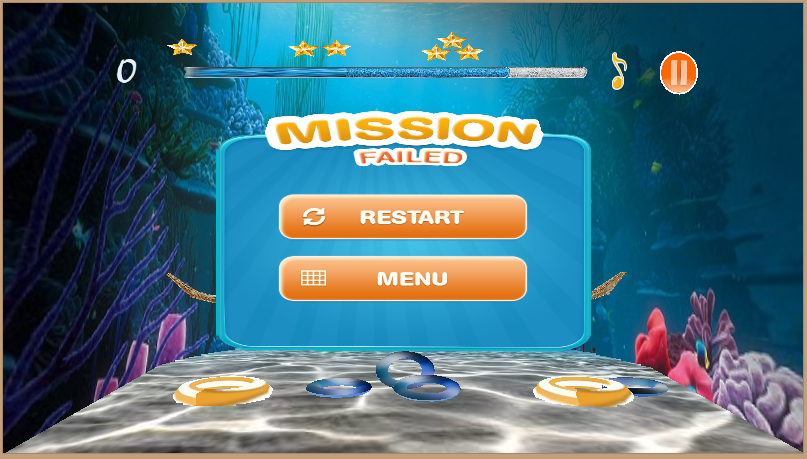 0
MISSION
FAILED
RESTART
MENU